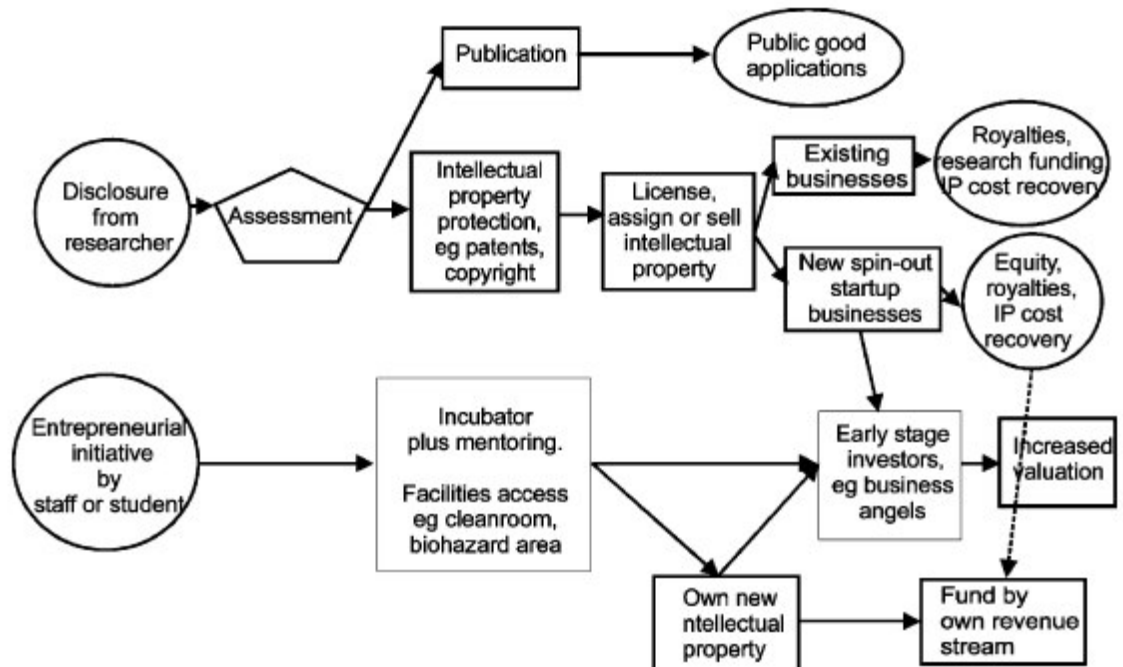 Publication
Public good
applications
Disclosure
from
researcher
Assessment
Intellectual
property
protection,
eg patents,
copyright
License,
assign or sell
intellectual
property
Existing
businesses
Royalties,
research funding
IP cost recovery
New spin-out
startup
businesses
Equity,
royalties,
IP cost
recovery
Entrepreneurial
initiative
by
staff or student
Incubator
plus mentoring.
Facilities access
eg cleanroom,
biohazard area
Early stage
investors,
eg business
angels
Increased
valuation
Own new
ntellectual
property
Fund by
own revenue
stream